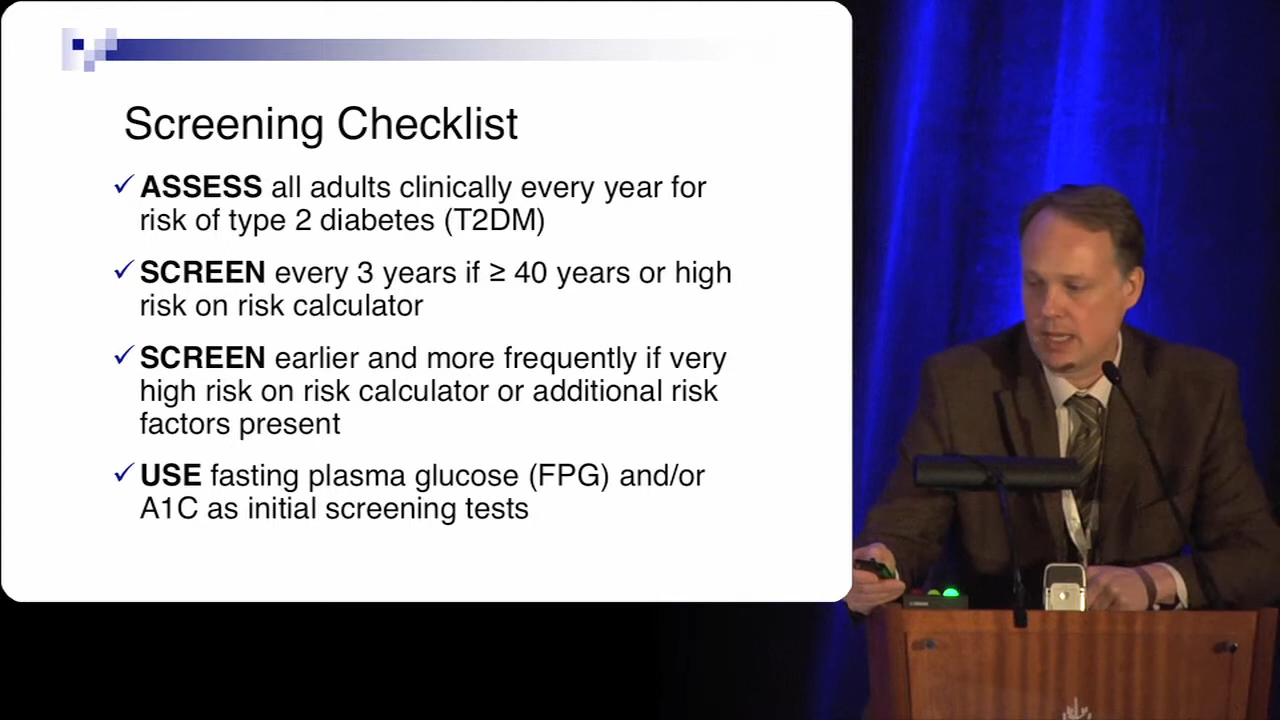 Screening Checklist
✓ ASSESS all adults clinically every year for
risk of type 2 diabetes (T2DM)
✓ SCREEN every 3 years if ≥ 40 years or high
risk on risk calculator
✓ SCREEN earlier and more frequently if very
high risk on risk calculator or additional risk
factors present
✓ USE fasting plasma glucose (FPG) and/or
A1C as initial screening tests